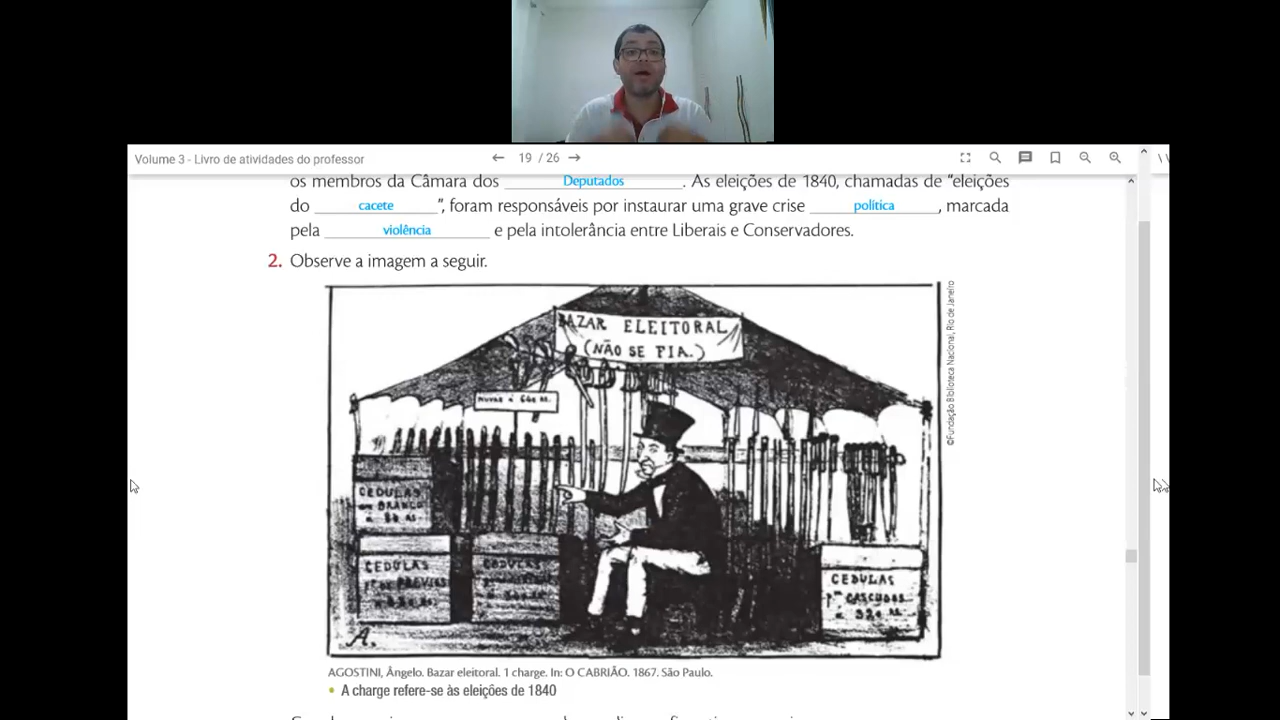 Volume 3 - Livro de atividades do professor
19 / 26
os membros da Câmara dos Deputados. As eleições de 1840, chamadas de “eleições
do cacete”, foram responsáveis por instaurar uma grave crise política, marcada
pela violência e pela intolerância entre Liberais e Conservadores.
2. Observe a imagem a seguir.
BAZAR ELEITORAL
(NÃO SE FIA.)
CEDULAS
em BRANCO
CEDULAS
CEDULAS
CEDULAS
CASCUDOS
A.
©Fundação Biblioteca Nacional, Rio de Janeiro
AGOSTINI, Ângelo. Bazar eleitoral. 1 charge. In: O CABRIÃO. 1867. São Paulo.
• A charge refere-se às eleições de 1840